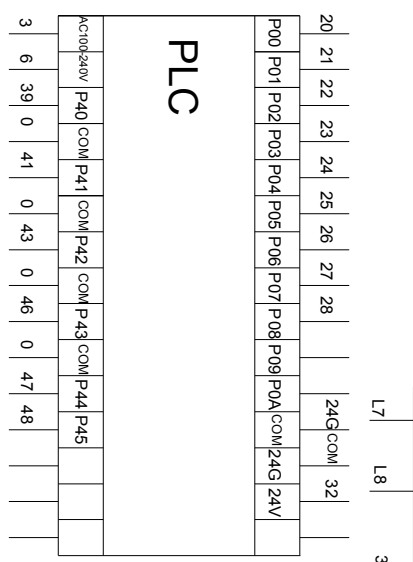 3 6 39 0 41 0 43 0 46 0 47 48
AC100-240V P40 COM P41 COM P42 COM P43 COM P44 P45
PLC
P00 P01 P02 P03 P04 P05 P06 P07 P08 P09 P0A COM 24G 24V
20 21 22 23 24 25 26 27 28 24G COM 32
L7 L8
3